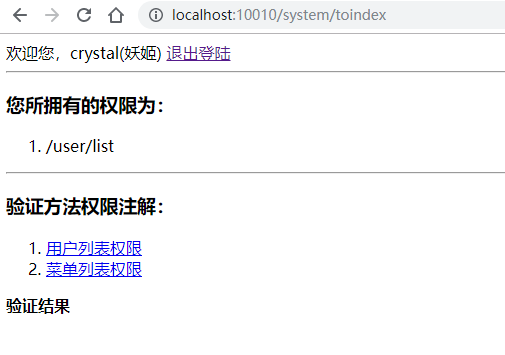 localhost:10010/system/toindex
欢迎您，crystal(妖姬) 退出登陆
您所拥有的权限为：
1. /user/list
验证方法权限注解：
1. 用户列表权限
2. 菜单列表权限
验证结果